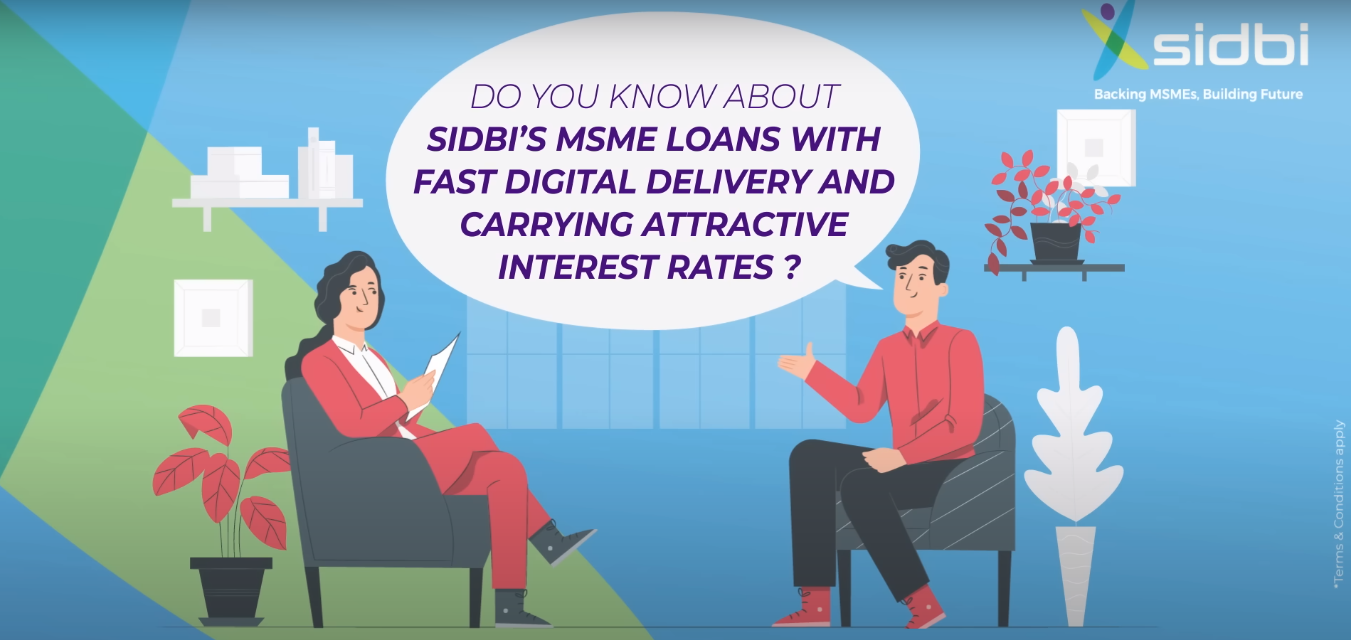 DO YOU KNOW ABOUT
SIDBI'S MSME LOANS WITH
FAST DIGITAL DELIVERY AND
CARRYING ATTRACTIVE
INTEREST RATES ?
sidbi
Backing MSMEs, Building Future
*Terms & Conditions apply